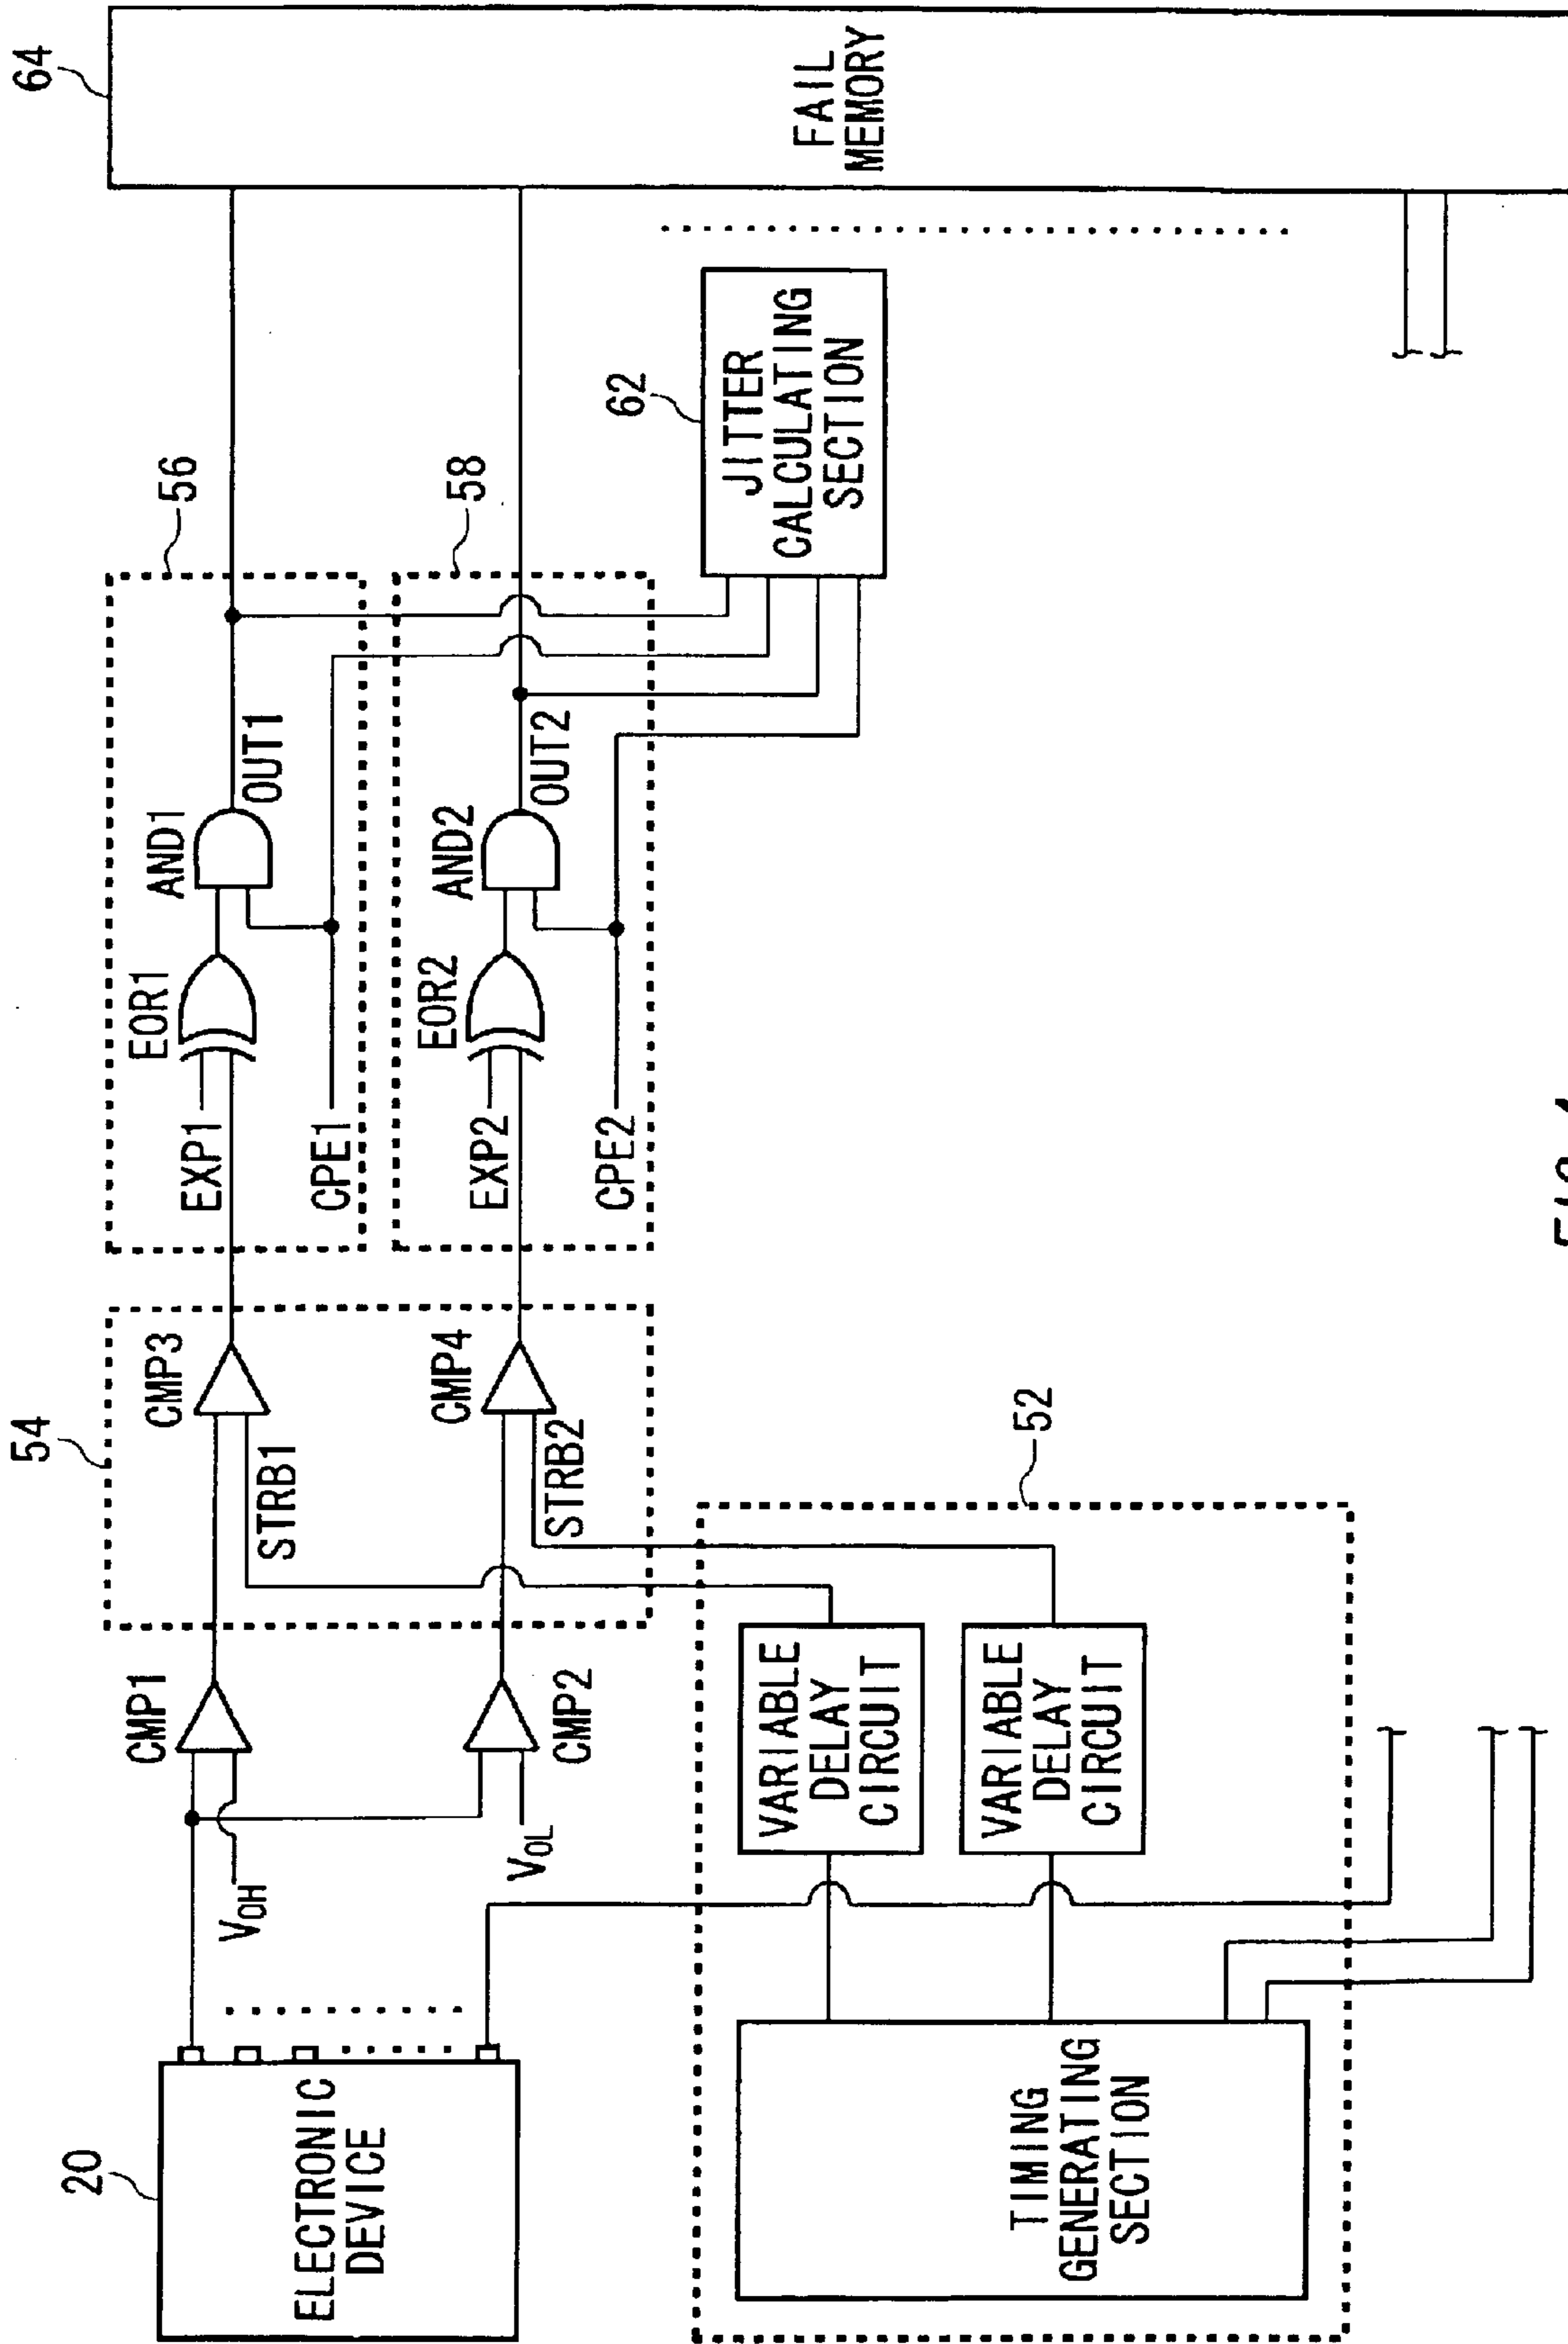 20
ELECTRONIC
DEVICE
VOH
VOL
CMP1
CMP2
54
CMP3
STRB1
CMP4
STRB2
52
TIMING
GENERATING
SECTION
VARIABLE
DELAY
CIRCUIT
VARIABLE
DELAY
CIRCUIT
56
EXP1
EOR1
AND1
OUT1
CPE1
58
EXP2
EOR2
AND2
OUT2
CPE2
62
JITTER
CALCULATING
SECTION
64
FAIL
MEMORY